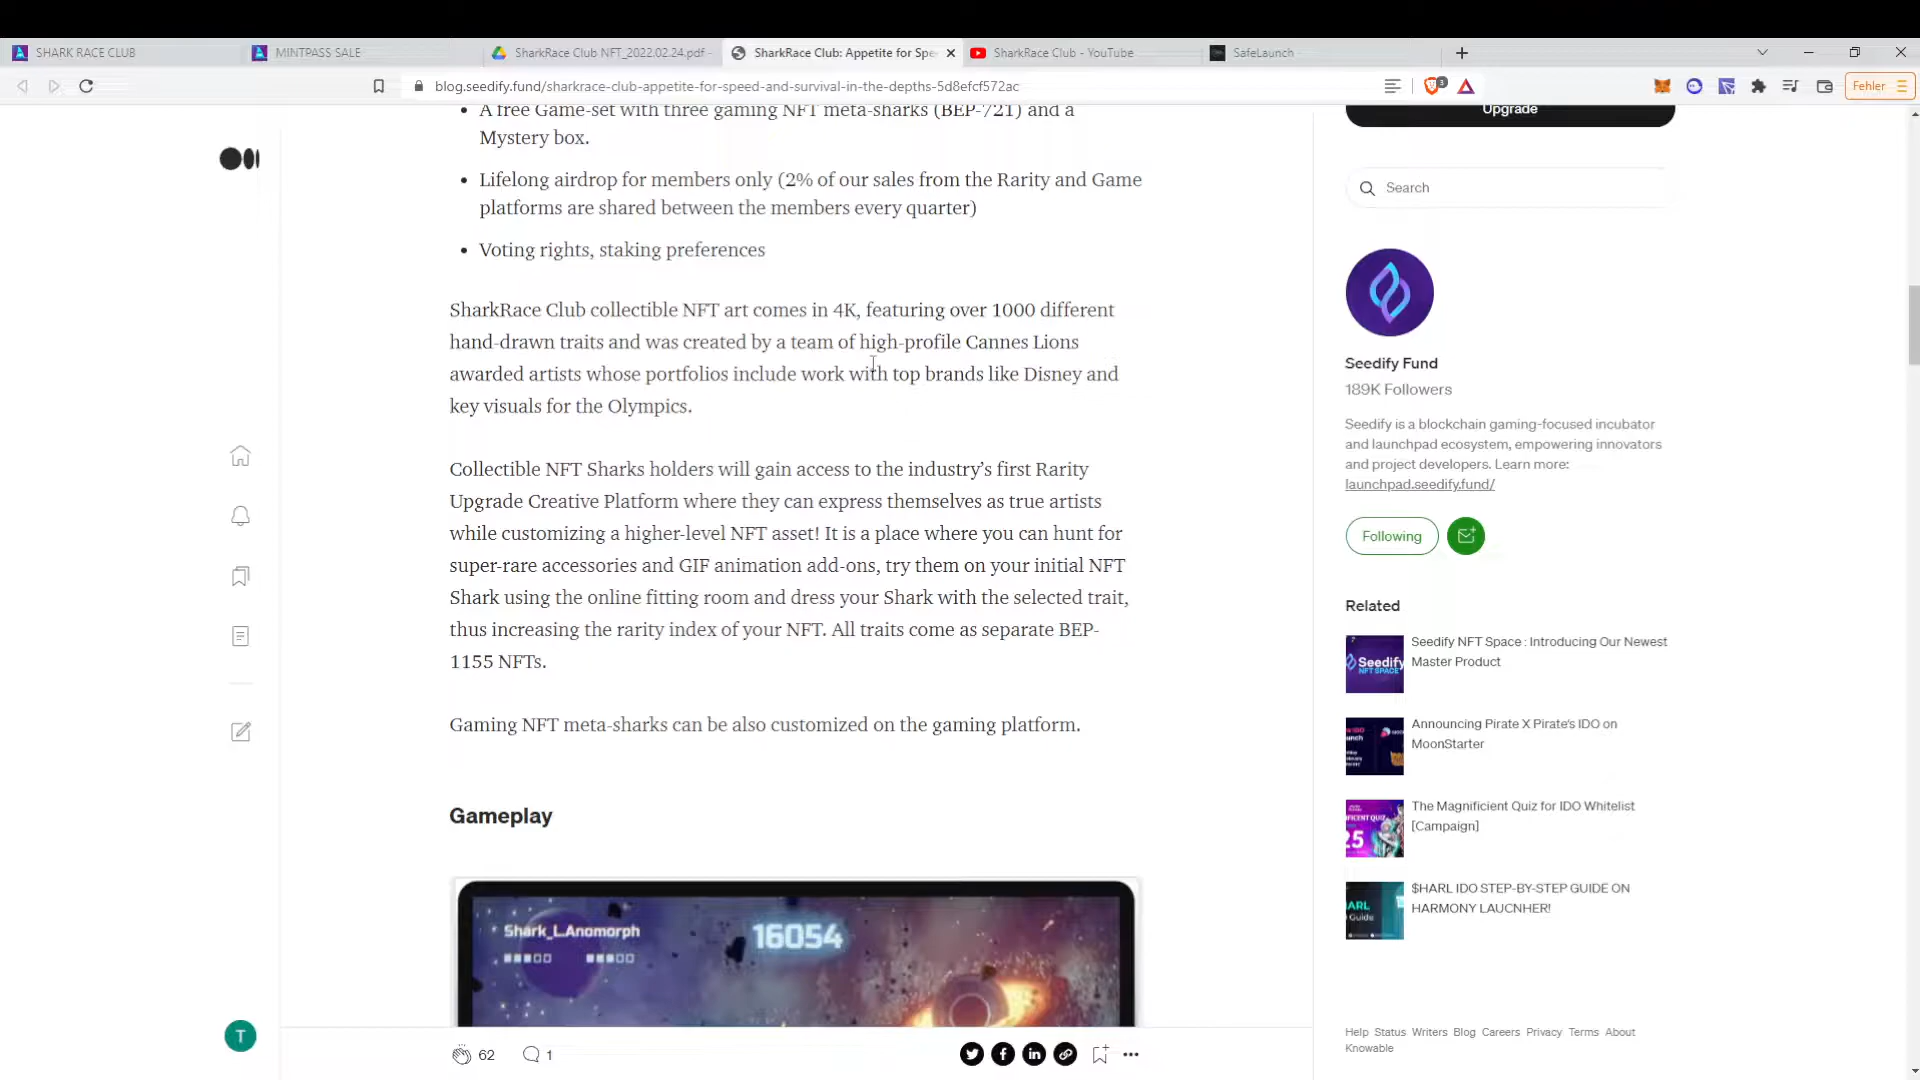 SHARK RACE CLUB
MINTPASS SALE
SharkRace Club NFT_2022.02.24.pdf -
SharkRace Club: Appetite for Spe
SharkRace Club - YouTube
SafeLaunch
blog.seedify.fund/sharkrace-club-appetite-for-speed-and-survival-in-the-depths-5d8efcf572ac
3
Fehler
A free Game-set with three gaming NFT meta-sharks (BEP-721) and a
Mystery box.
Lifelong airdrop for members only (2% of our sales from the Rarity and Game
platforms are shared between the members every quarter)
Voting rights, staking preferences
SharkRace Club collectible NFT art comes in 4K, featuring over 1000 different
hand-drawn traits and was created by a team of high-profile Cannes Lions
awarded artists whose portfolios include work with top brands like Disney and
key visuals for the Olympics.
Collectible NFT Sharks holders will gain access to the industry's first Rarity
Upgrade Creative Platform where they can express themselves as true artists
while customizing a higher-level NFT asset! It is a place where you can hunt for
super-rare accessories and GIF animation add-ons, try them on your initial NFT
Shark using the online fitting room and dress your Shark with the selected trait,
thus increasing the rarity index of your NFT. All traits come as separate BEP-
1155 NFTs.
Gaming NFT meta-sharks can be also customized on the gaming platform.
Gameplay
Shark_L.Anomorph
16054
62
1
T
Upgrade
Search
Seedify Fund
189K Followers
Seedify is a blockchain gaming-focused incubator
and launchpad ecosystem, empowering innovators
and project developers. Learn more:
launchpad.seedify.fund/
Following
Related
Seedify NFT Space : Introducing Our Newest
Master Product
Seedify
NFT SPACE
Announcing Pirate X Pirate's IDO on
MoonStarter
The Magnificient Quiz for IDO Whitelist
[Campaign]
$HARL IDO STEP-BY-STEP GUIDE ON
HARMONY LAUCNHER!
Help Status Writers Blog Careers Privacy Terms About
Knowable